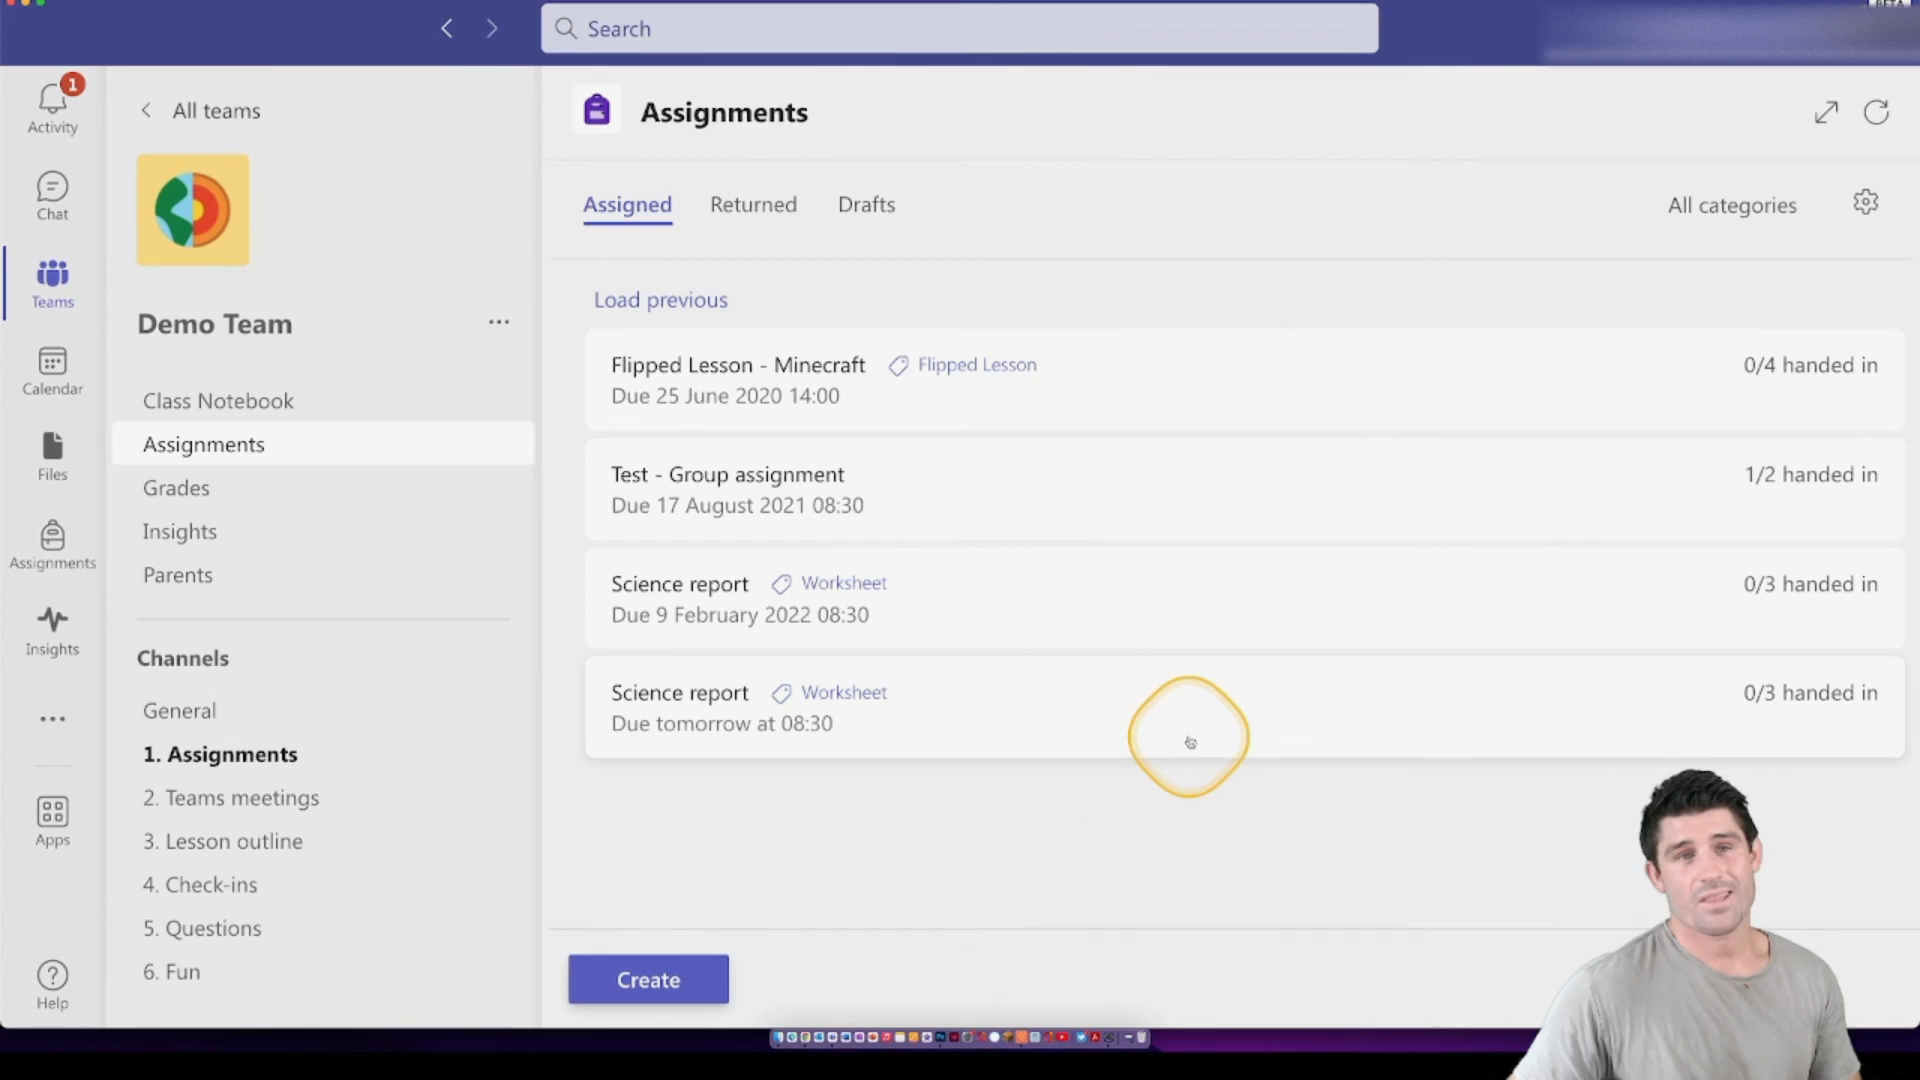 Search
BETA
1
Activity
Chat
Teams
Calendar
Files
Assignments
Insights
Apps
Help
All teams
Demo Team
Class Notebook
Assignments
Grades
Insights
Parents
Channels
General
1. Assignments
2. Teams meetings
3. Lesson outline
4. Check-ins
5. Questions
6. Fun
Assignments
Assigned Returned Drafts All categories
Load previous
Flipped Lesson - Minecraft Flipped Lesson 0/4 handed in
Due 25 June 2020 14:00
Test - Group assignment 1/2 handed in
Due 17 August 2021 08:30
Science report Worksheet 0/3 handed in
Due 9 February 2022 08:30
Science report Worksheet 0/3 handed in
Due tomorrow at 08:30
Create